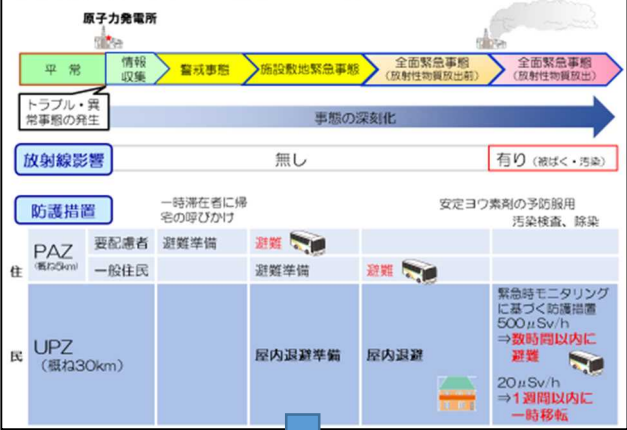 原子力発電所
平 常
情報
収集
警戒事態
施設敷地緊急事態
全面緊急事態
(放射性物質放出前)
全面緊急事態
(放射性物質放出)
トラブル・異
常事態の発生
事態の深刻化
放射線影響
無し
有り(被ばく・汚染)
防護措置
一時滞在者に帰
宅の呼びかけ
安定ヨウ素剤の予防服用
汚染検査、除染
住
民
PAZ
(概ね5km)
要配慮者
避難準備
避難
一般住民
避難準備
避難
UPZ
(概ね30km)
屋内退避準備
屋内退避
緊急時モニタリング
に基づく防護措置
500μSv/h
⇒数時間以内に
避難
20μSv/h
⇒1週間以内に
一時移転